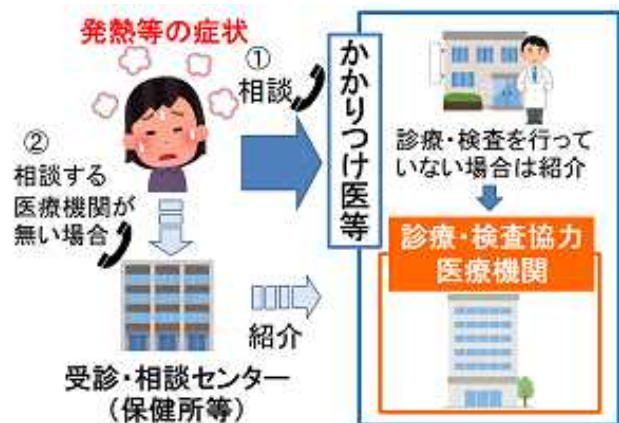 発熱等の症状
①
相談
②
相談する
医療機関が
無い場合
受診・相談センター
（保健所等）
紹介
かかりつけ医等
診療・検査を行って
いない場合は紹介
診療・検査協力
医療機関